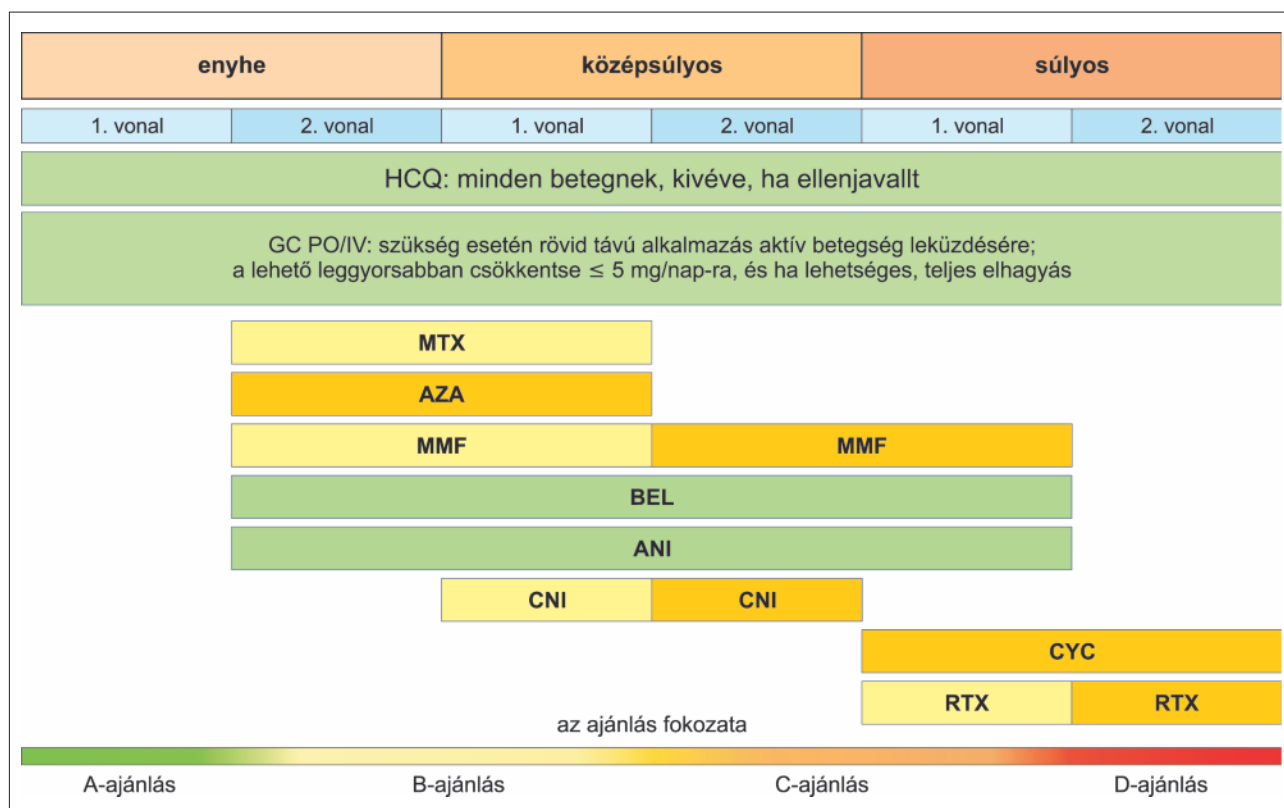 enyhe középsúlyos súlyos
1. vonal 2. vonal 1. vonal 2. vonal 1. vonal 2. vonal
HCQ: minden betegnek, kivéve, ha ellenjavallt
GC PO/IV: szükség esetén rövid távú alkalmazás aktív betegség leküzdésére;
a lehető leggyorsabban csökkentse ≤ 5 mg/nap-ra, és ha lehetséges, teljes elhagyás
MTX
AZA
MMF MMF
BEL
ANI
CNI CNI
CYC
RTX RTX
az ajánlás fokozata
A-ajánlás B-ajánlás C-ajánlás D-ajánlás